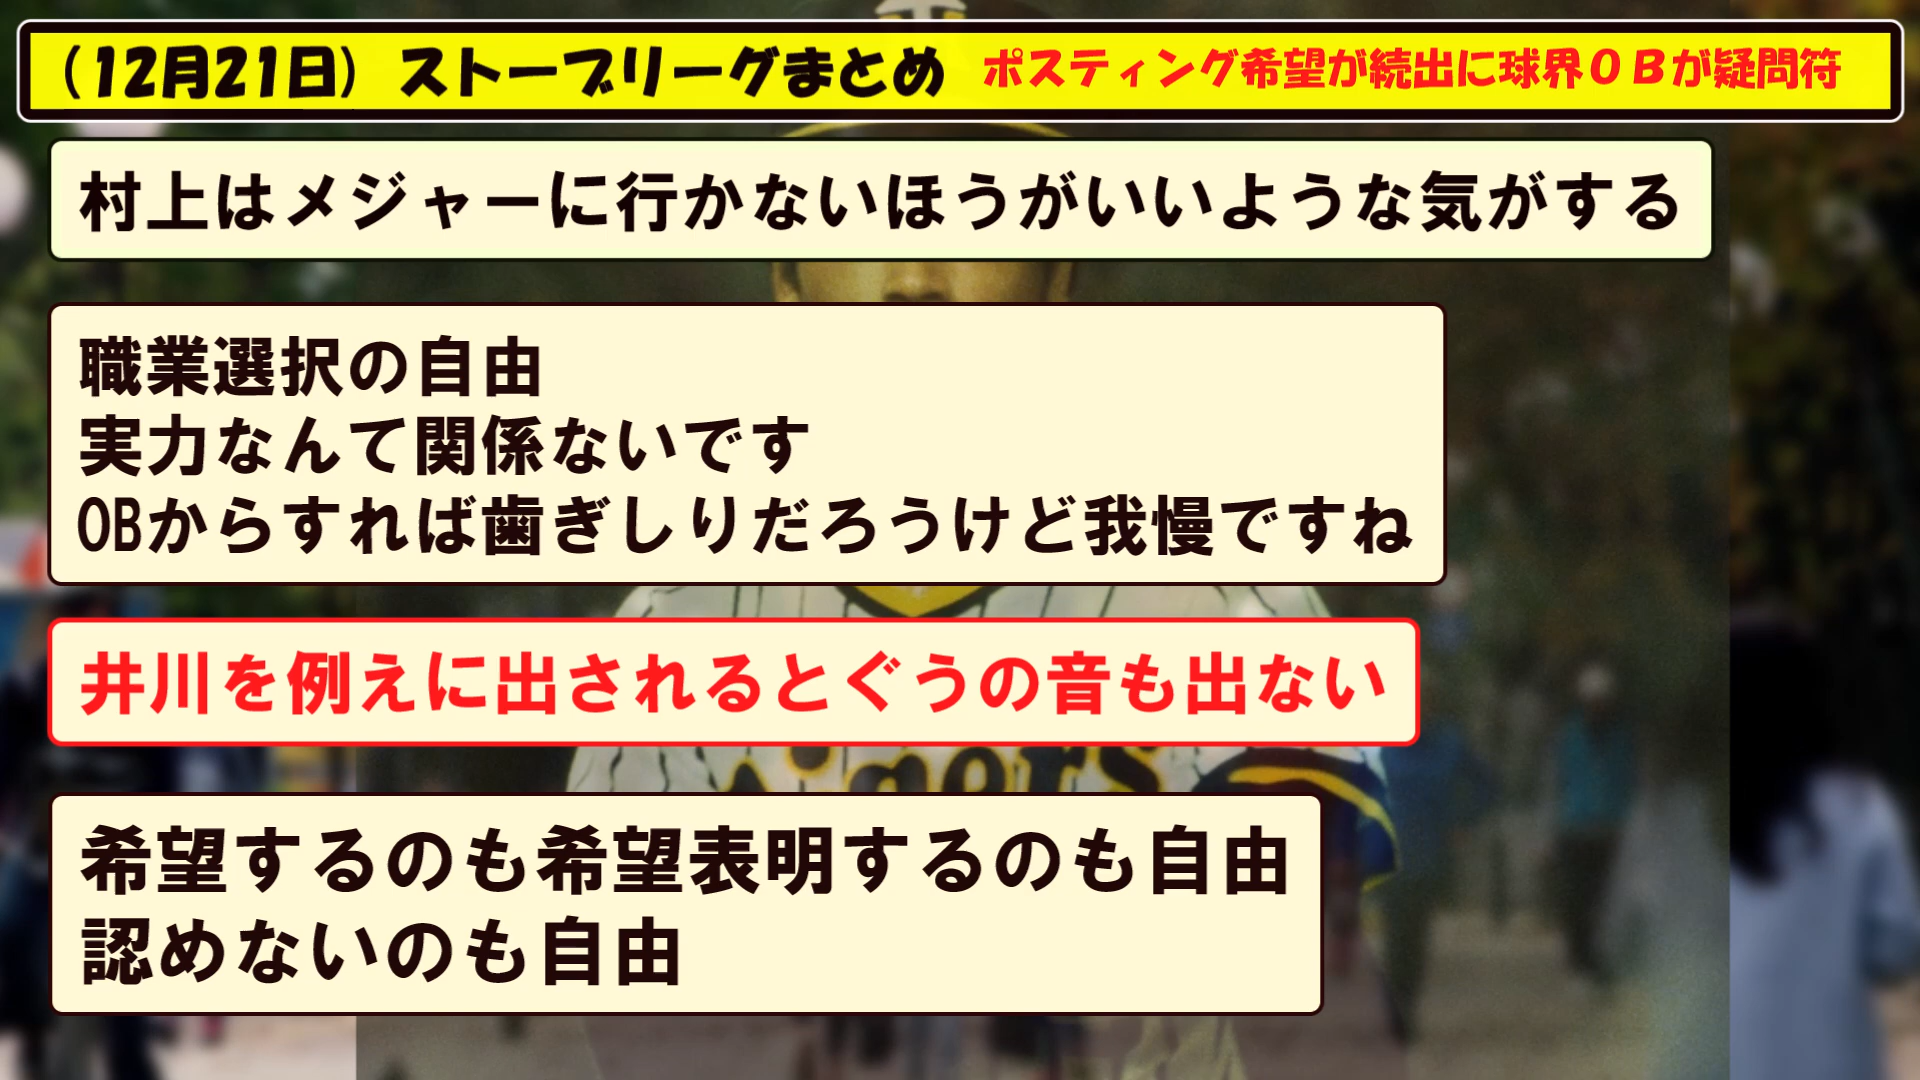 (12月21日) ストーブリーグまとめ ポスティング希望が続出に球界ＯＢが疑問符
村上はメジャーに行かないほうがいいような気がする
職業選択の自由
実力なんて関係ないです
OBからすれば歯ぎしりだろうけど我慢ですね
井川を例えに出されるとぐうの音も出ない
igers
希望するのも希望表明するのも自由
認めないのも自由